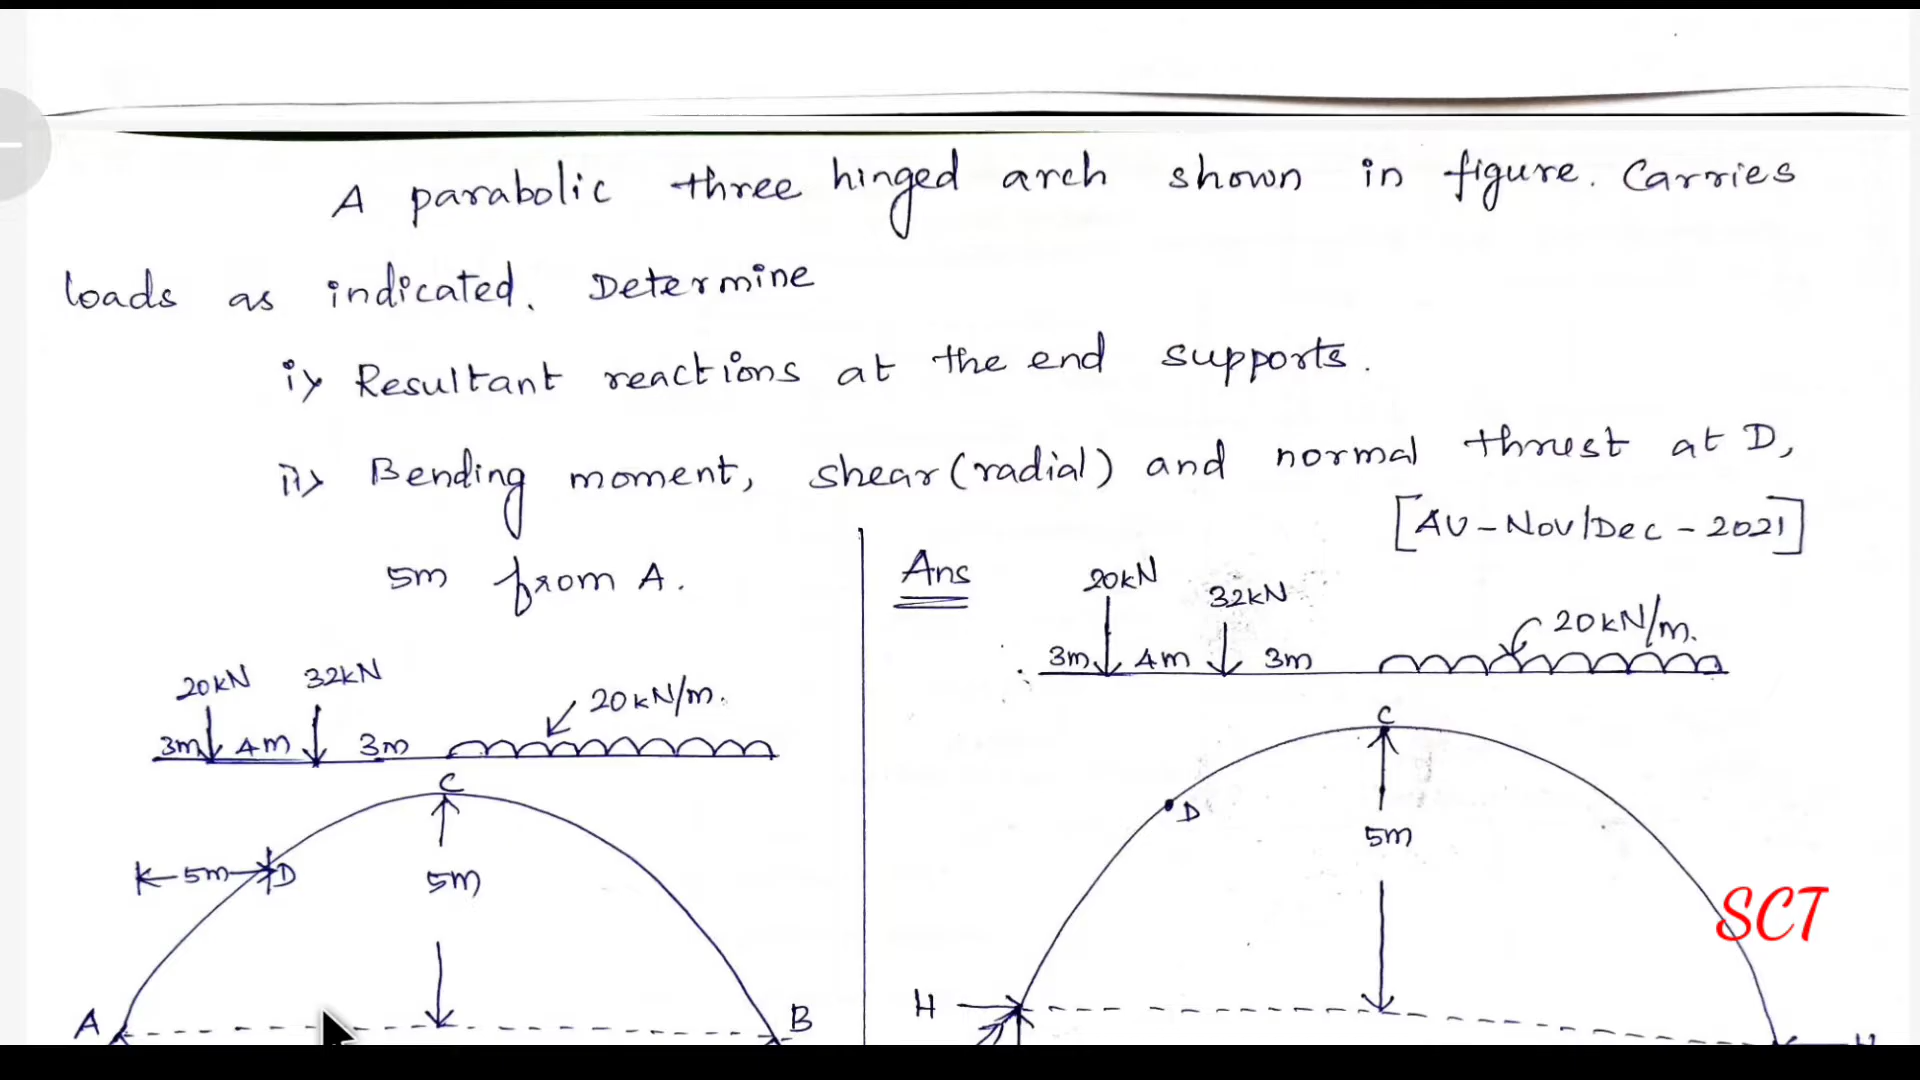 A parabolic three hinged arch shown in figure. Carries
loads as indicated. Determine
i> Resultant reactions at the end supports.
ii> Bending moment, shear (radial) and normal thrust at D,
5m from A.
[AU-Nov/Dec-2021]
20kN
32kN
3m 4m 3m
20kN/m.
C
5m
D
5m
A
B
Ans
20kN
32kN
3m 4m 3m
20kN/m.
C
D
5m
SCT
H